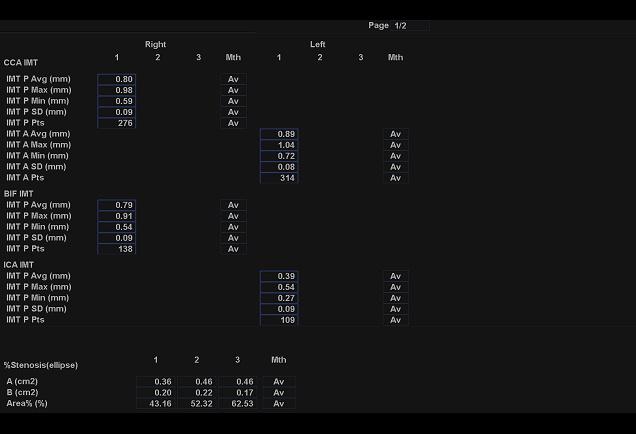 Page 1/2
Right Left
1 2 3 Mth 1 2 3 Mth
CCA IMT
IMT P Avg (mm) 0.80 Av
IMT P Max (mm) 0.98 Av
IMT P Min (mm) 0.59 Av
IMT P SD (mm) 0.09 Av
IMT P Pts 276 Av
IMT A Avg (mm) 0.89 Av
IMT A Max (mm) 1.04 Av
IMT A Min (mm) 0.72 Av
IMT A SD (mm) 0.08 Av
IMT A Pts 314 Av
BIF IMT
IMT P Avg (mm) 0.79 Av
IMT P Max (mm) 0.91 Av
IMT P Min (mm) 0.54 Av
IMT P SD (mm) 0.09 Av
IMT P Pts 138 Av
ICA IMT
IMT P Avg (mm) 0.39 Av
IMT P Max (mm) 0.54 Av
IMT P Min (mm) 0.27 Av
IMT P SD (mm) 0.09 Av
IMT P Pts 109 Av
%Stenosis(ellipse) 1 2 3 Mth
A (cm2) 0.36 0.46 0.46 Av
B (cm2) 0.20 0.22 0.17 Av
Area% (%) 43.16 52.32 62.53 Av